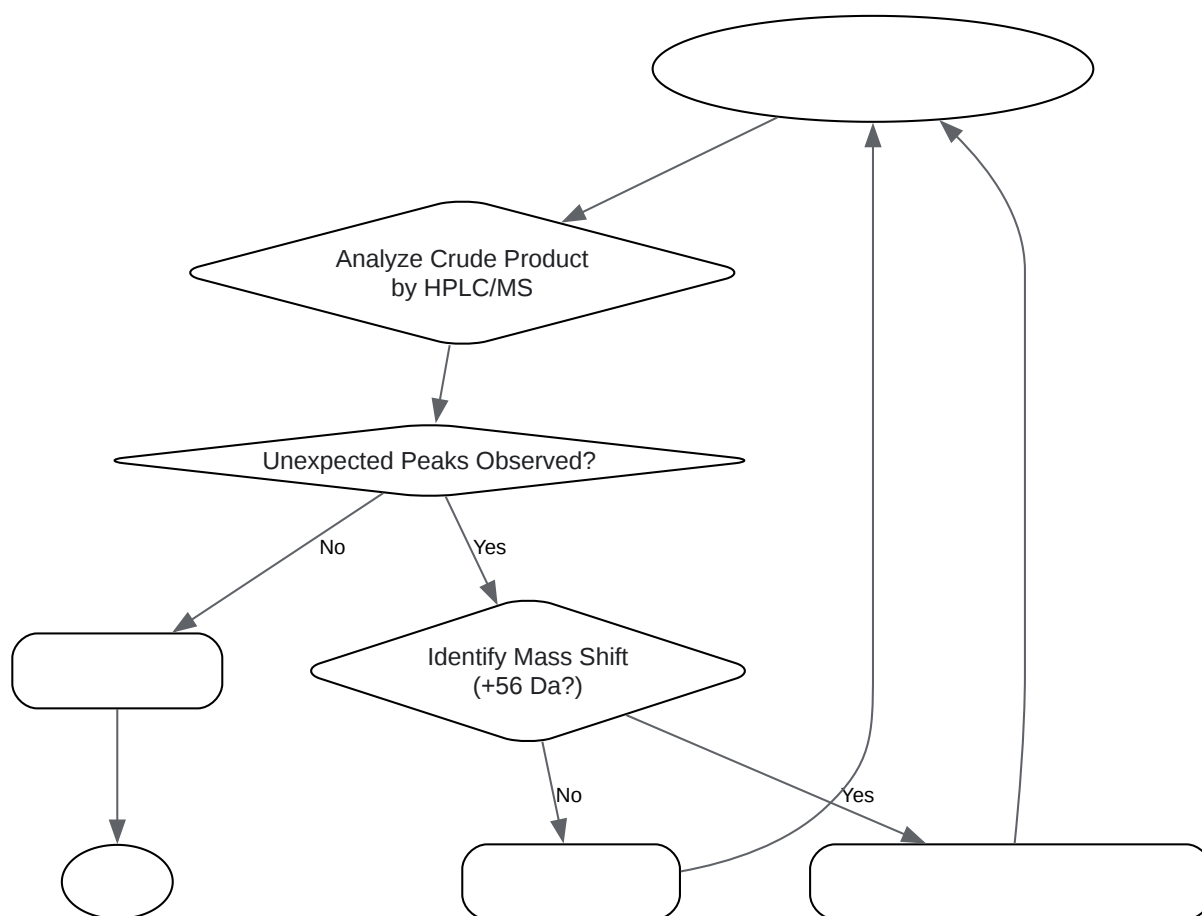 Analyze Crude Product
by HPLC/MS
Unexpected Peaks Observed?
No
Yes
Identify Mass Shift
(+56 Da?)
No
Yes